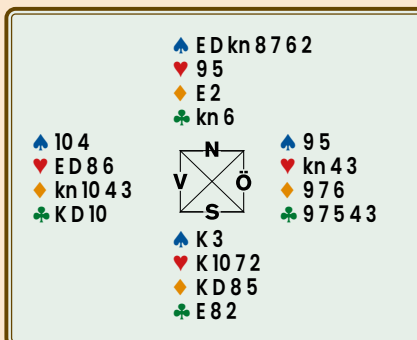 ♠ E D kn 8 7 6 2
♥ 9 5
♦ E 2
♣ kn 6
♠ 10 4
♥ E D 8 6
♦ kn 10 4 3
♣ K D 10
N
V Ö
S
♠ 9 5
♥ kn 4 3
♦ 9 7 6
♣ 9 7 5 4 3
♠ K 3
♥ K 10 7 2
♦ K D 8 5
♣ E 8 2